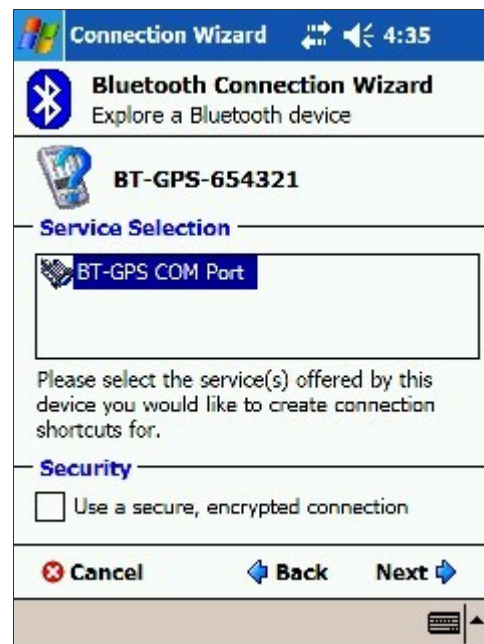 Connection Wizard 4:35
Bluetooth Connection Wizard
Explore a Bluetooth device
BT-GPS-654321
Service Selection
BT-GPS COM Port
Please select the service(s) offered by this
device you would like to create connection
shortcuts for.
Security
Use a secure, encrypted connection
Cancel Back Next